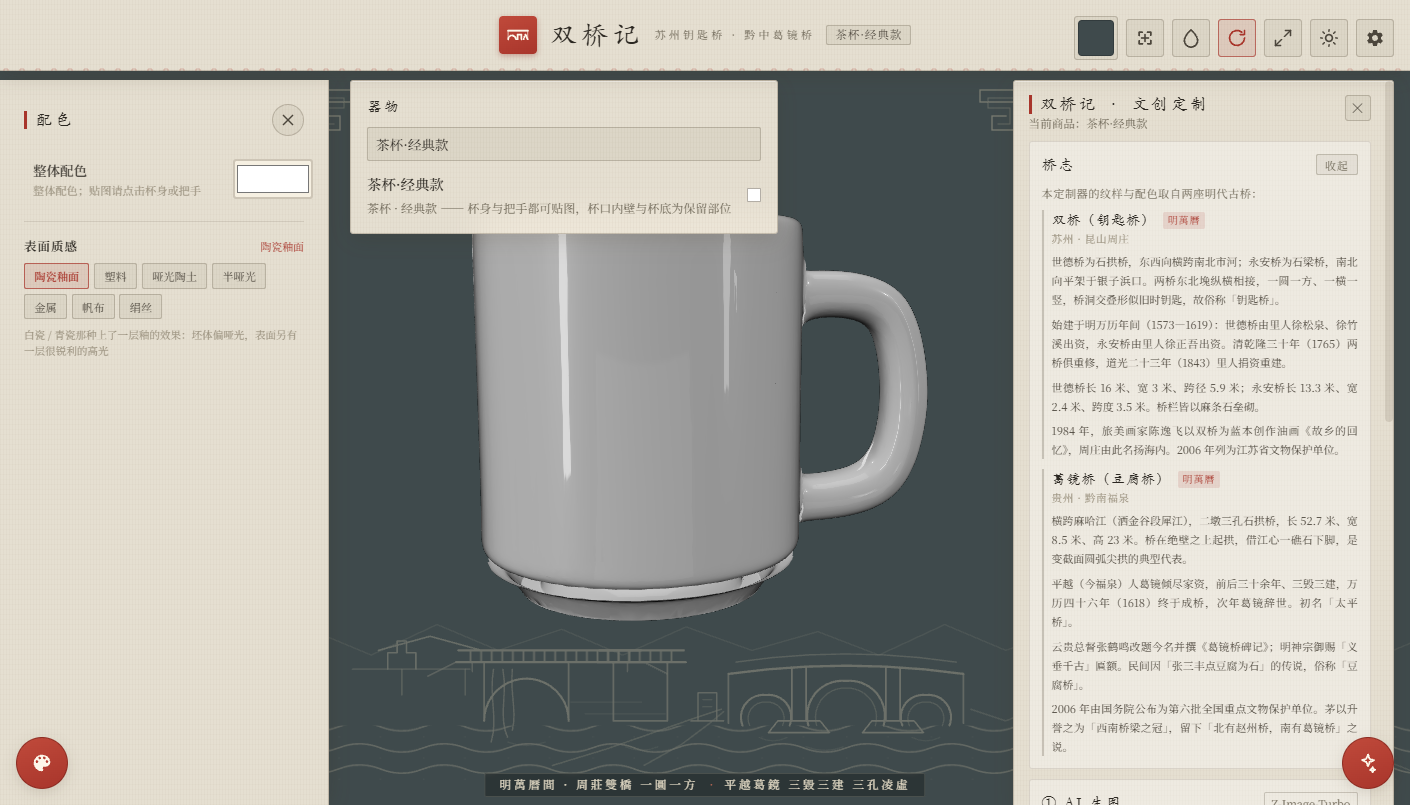 双桥记
苏州钥匙桥 · 黔中葛镜桥
茶杯·经典款
配色
整体配色
整体配色；贴图请点击杯身或把手
表面质感
陶瓷釉面
陶瓷釉面
塑料
哑光陶土
半哑光
金属
帆布
绢丝
白瓷 / 青瓷那种上了一层釉的效果：坯体偏哑光，表面另有
一层很锐利的高光
器物
茶杯·经典款
茶杯·经典款
茶杯 · 经典款 —— 杯身与把手都可贴图，杯口内壁与杯底为保留部位
明萬曆間 · 周莊雙橋 一圓一方 · 平越葛鏡 三毀三建 三孔凌虛
双桥记 · 文创定制
当前商品：茶杯·经典款
桥志
收起
本定制器的纹样与配色取自两座明代古桥：
双桥（钥匙桥）
明萬曆
苏州 · 昆山周庄
世德桥为石拱桥，东西向横跨南北市河；永安桥为石梁桥，南北
向平架于银子浜口。两桥东北堍纵横相接，一圆一方、一横一
竖，桥洞交叠形似旧时钥匙，故俗称「钥匙桥」。
始建于明万历年间（1573—1619）：世德桥由里人徐松泉、徐竹
溪出资，永安桥由里人徐正吾出资。清乾隆三十年（1765）两
桥俱重修，道光二十三年（1843）里人捐资重建。
世德桥长 16 米、宽 3 米、跨径 5.9 米；永安桥长 13.3 米、宽
2.4 米、跨度 3.5 米。桥栏皆以麻条石垒砌。
1984 年，旅美画家陈逸飞以双桥为蓝本创作油画《故乡的回
忆》，周庄由此名扬海内。2006 年列为江苏省文物保护单位。
葛镜桥（豆腐桥）
明萬曆
贵州 · 黔南福泉
横跨麻哈江（洒金谷段犀江），二墩三孔石拱桥，长 52.7 米、宽
8.5 米、高 23 米。桥在绝壁之上起拱，借江心一礁石下脚，是
变截面圆弧尖拱的典型代表。
平越（今福泉）人葛镜倾尽家资，前后三十余年、三毁三建，万
历四十六年（1618）终于成桥，次年葛镜辞世。初名「太平
桥」。
云贵总督张鹤鸣改题今名并撰《葛镜桥碑记》；明神宗御赐「义
垂千古」匾额。民间因「张三丰点豆腐为石」的传说，俗称「豆
腐桥」。
2006 年由国务院公布为第六批全国重点文物保护单位。茅以升
誉之为「西南桥梁之冠」，留下「北有赵州桥，南有葛镜桥」之
说。
① AI 生图
Z-Image-Turbo